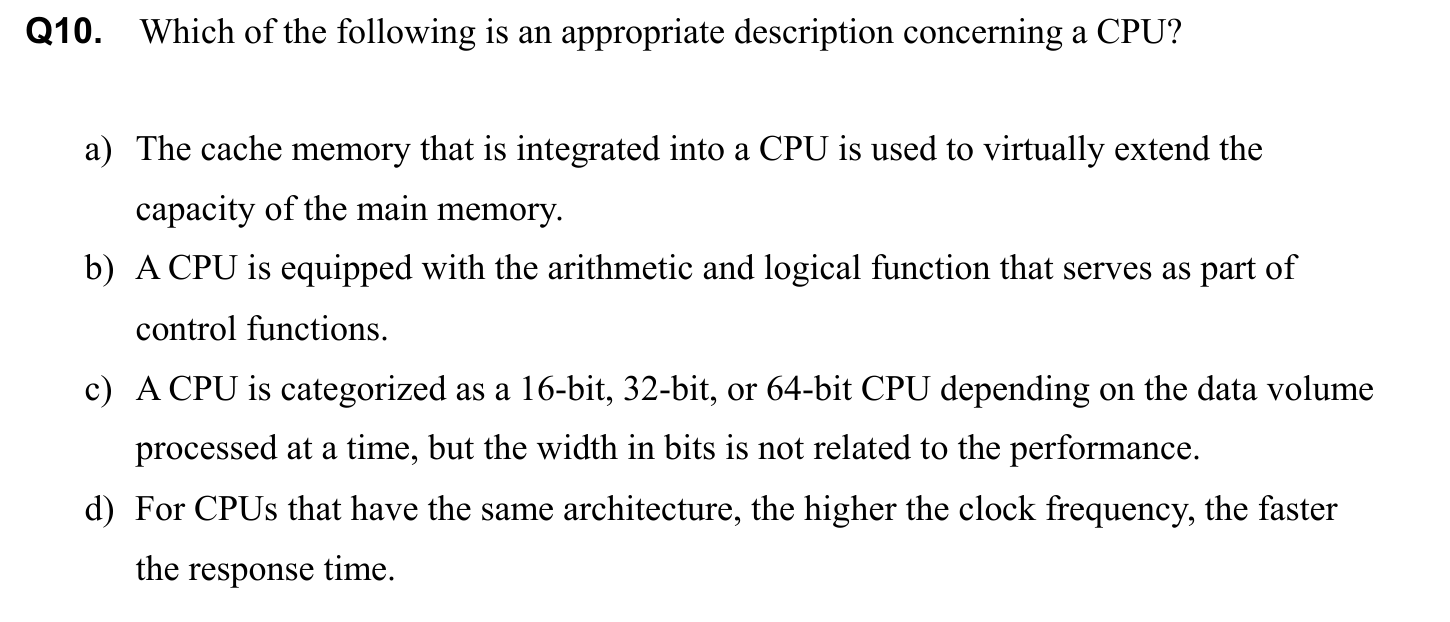 Q10. Which of the following is an appropriate description concerning a CPU?
a) The cache memory that is integrated into a CPU is used to virtually extend the
capacity of the main memory.
b) A CPU is equipped with the arithmetic and logical function that serves as part of
control functions.
c) A CPU is categorized as a 16-bit, 32-bit, or 64-bit CPU depending on the data volume
processed at a time, but the width in bits is not related to the performance.
d) For CPUs that have the same architecture, the higher the clock frequency, the faster
the response time.